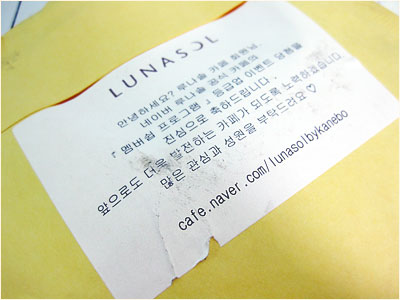 LUNASOL
안녕하세요? 루나솔 카페 회원님.
네이버 루나솔 공식 카페의
『 멤버쉽 프로그램 』 등급업 이벤트 당첨을
진심으로 축하드립니다.
앞으로도 더욱 발전하는 카페가 되도록 노력하겠습니다.
많은 관심과 성원을 부탁드려요♡
cafe.naver.com/lunasolbykanebo